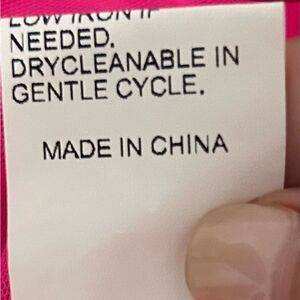 LOW IRON IF
NEEDED.
DRYCLEANABLE IN
GENTLE CYCLE.
MADE IN CHINA